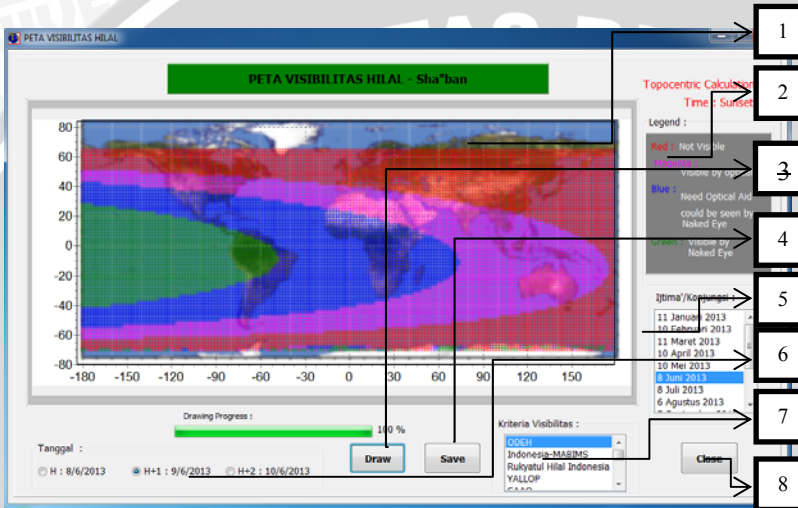 PETA VISIBILITAS HILAL
PETA VISIBILITAS HILAL - Sha"ban
Topocentric Calculation
Time : Sunset
Legend :
Red : Not Visible
Magenta :
Visible by optical
Blue :
Need Optical Aid
could be seen by
Naked Eye
Green : Visible by
Naked Eye
80
60
40
20
0
-20
-40
-60
-80
-180 -150 -120 -90 -60 -30 0 30 60 90 120 150
Ijtima'/Konjungsi :
11 Januari 2013
10 Februari 2013
11 Maret 2013
10 April 2013
10 Mei 2013
8 Juni 2013
8 Juli 2013
6 Agustus 2013
Drawing Progress :
100 %
Tanggal :
H : 8/6/2013 H+1 : 9/6/2013 H+2 : 10/6/2013
Draw
Save
Kriteria Visibilitas :
ODEH
Indonesia-MABIMS
Rukyatul Hilal Indonesia
YALLOP
SAAO
Close
1
2
3
4
5
6
7
8